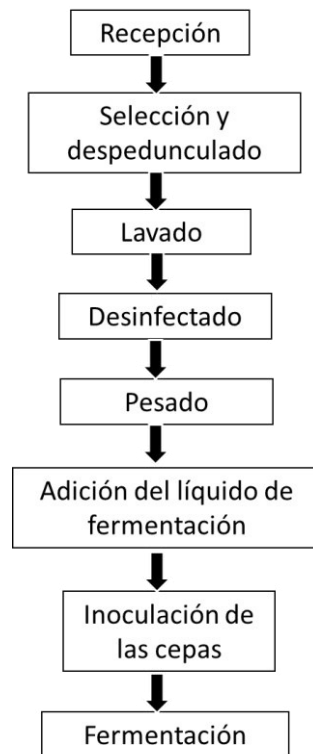 Recepción
Selección y
despedunculado
Lavado
Desinfectado
Pesado
Adición del líquido de
fermentación
Inoculación de
las cepas
Fermentación